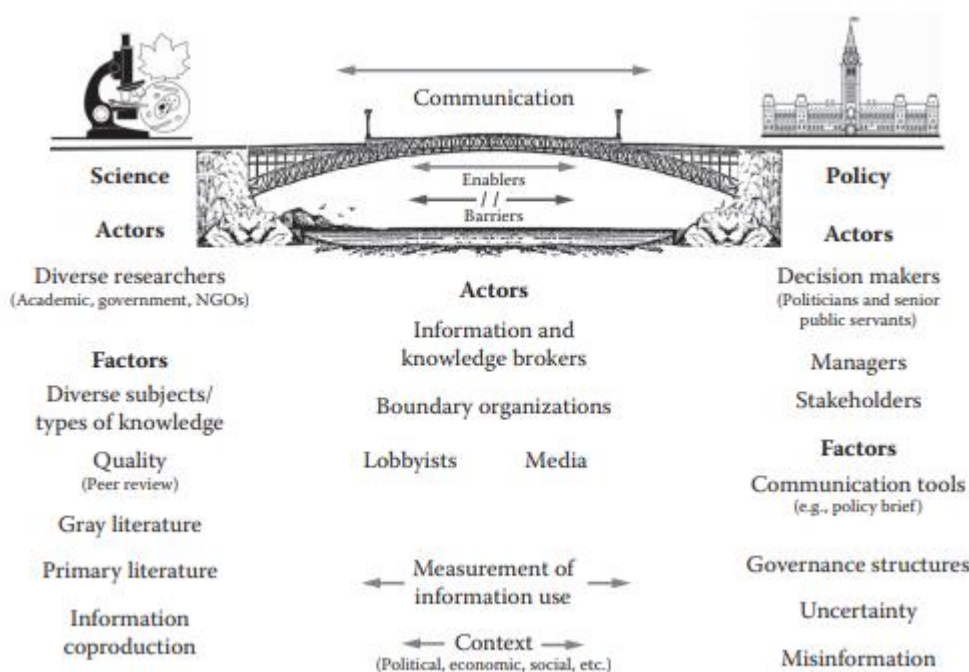 Communication
Enablers
//
Barriers
Science
Actors
Diverse researchers
(Academic, government, NGOs)
Factors
Diverse subjects/
types of knowledge
Quality
(Peer review)
Gray literature
Primary literature
Information
coproduction
Actors
Information and
knowledge brokers
Boundary organizations
Lobbyists Media
Measurement of
information use
Context
(Political, economic, social, etc.)
Policy
Actors
Decision makers
(Politicians and senior
public servants)
Managers
Stakeholders
Factors
Communication tools
(e.g., policy brief)
Governance structures
Uncertainty
Misinformation